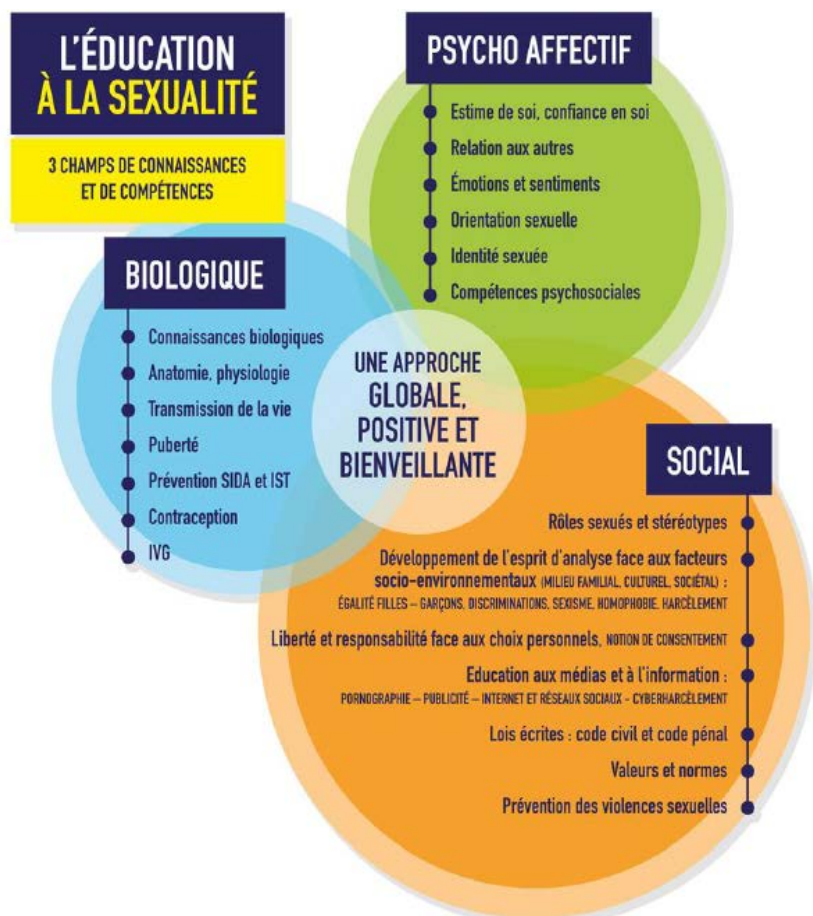 L'ÉDUCATION
À LA SEXUALITÉ
3 CHAMPS DE CONNAISSANCES
ET DE COMPÉTENCES
PSYCHO AFFECTIF
Estime de soi, confiance en soi
Relation aux autres
Émotions et sentiments
Orientation sexuelle
Identité sexuée
Compétences psychosociales
BIOLOGIQUE
Connaissances biologiques
Anatomie, physiologie
Transmission de la vie
Puberté
Prévention SIDA et IST
Contraception
IVG
UNE APPROCHE
GLOBALE,
POSITIVE ET
BIENVEILLANTE
SOCIAL
Rôles sexués et stéréotypes
Développement de l'esprit d'analyse face aux facteurs
socio-environnementaux (MILIEU FAMILIAL, CULTUREL, SOCIÉTAL) :
ÉGALITÉ FILLES – GARÇONS, DISCRIMINATIONS, SEXISME, HOMOPHOBIE, HARCÈLEMENT
Liberté et responsabilité face aux choix personnels, NOTION DE CONSENTEMENT
Education aux médias et à l'information :
PORNOGRAPHIE – PUBLICITÉ – INTERNET ET RÉSEAUX SOCIAUX - CYBERHARCÈLEMENT
Lois écrites : code civil et code pénal
Valeurs et normes
Prévention des violences sexuelles